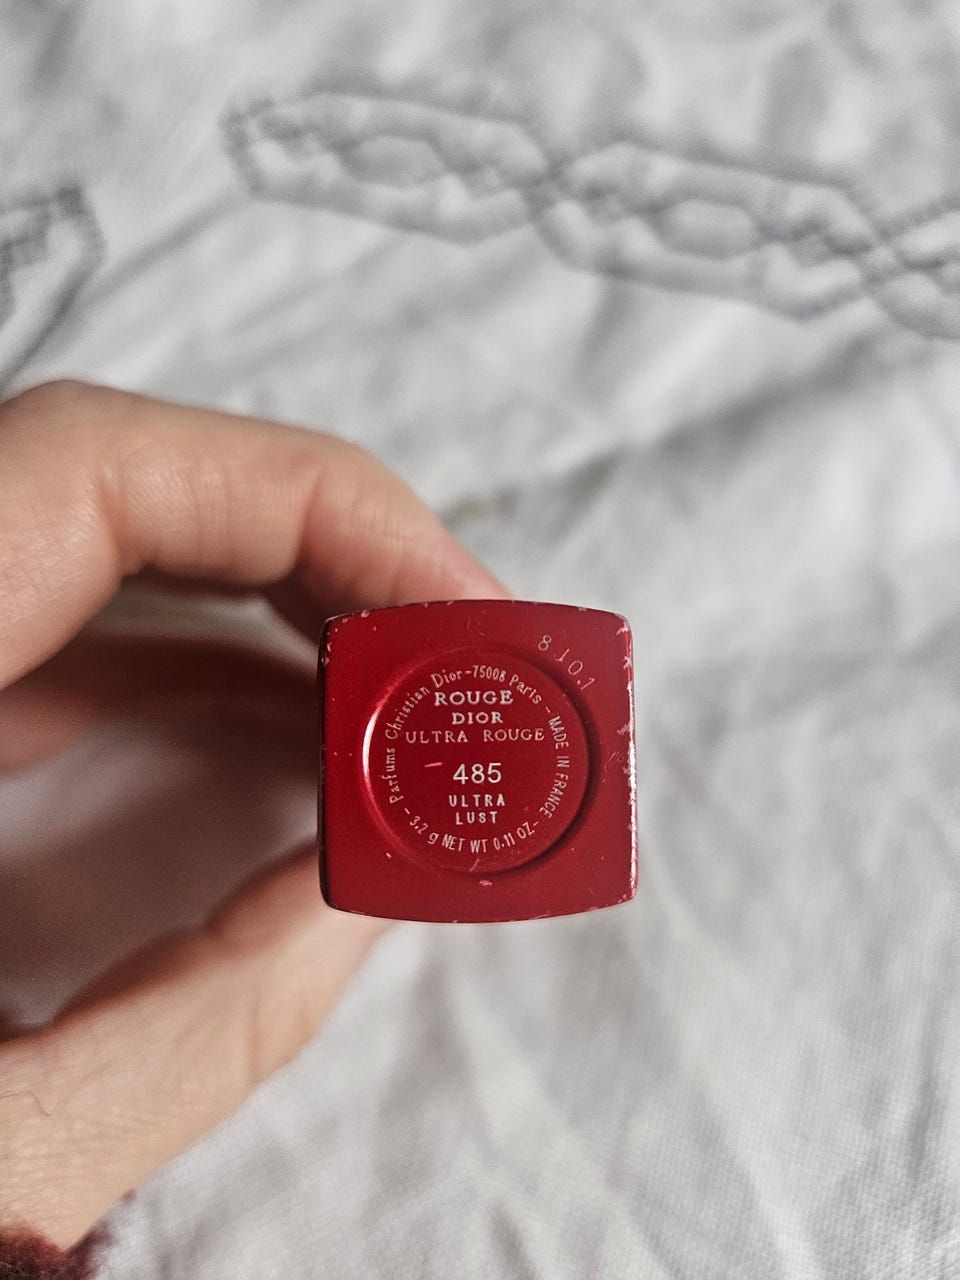 8J01
Parfums Christian Dior-75008 Paris - MADE IN FRANCE - 3,2 g NET WT 0.11 OZ-
ROUGE
DIOR
ULTRA ROUGE
485
ULTRA
LUST